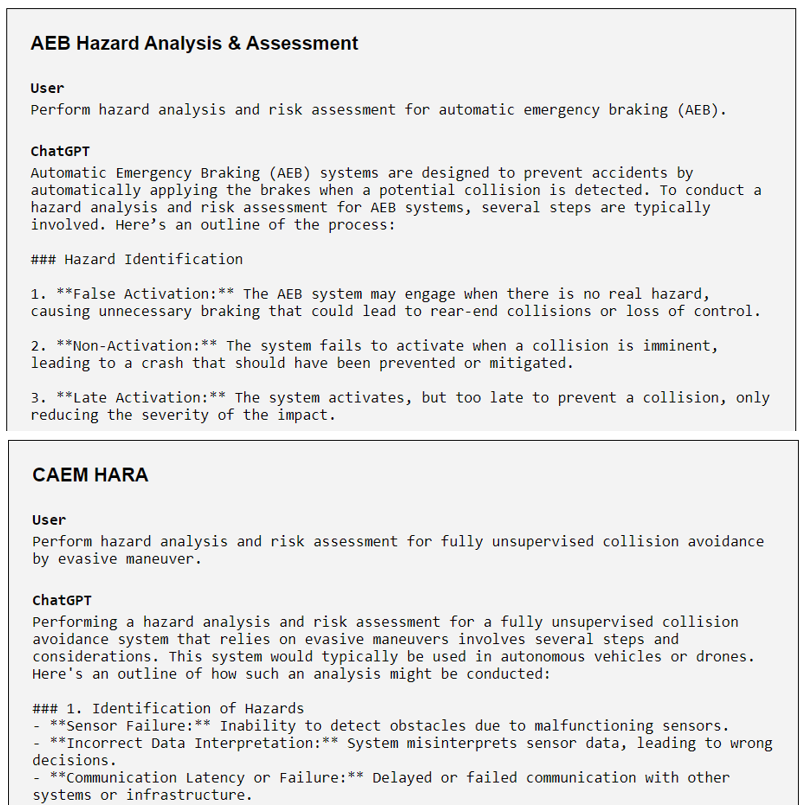 AEB Hazard Analysis & Assessment
User
Perform hazard analysis and risk assessment for automatic emergency braking (AEB).
ChatGPT
Automatic Emergency Braking (AEB) systems are designed to prevent accidents by
automatically applying the brakes when a potential collision is detected. To conduct a
hazard analysis and risk assessment for AEB systems, several steps are typically
involved. Here’s an outline of the process:
### Hazard Identification
1. **False Activation:** The AEB system may engage when there is no real hazard,
causing unnecessary braking that could lead to rear-end collisions or loss of control.
2. **Non-Activation:** The system fails to activate when a collision is imminent,
leading to a crash that should have been prevented or mitigated.
3. **Late Activation:** The system activates, but too late to prevent a collision, only
reducing the severity of the impact.
CAEM HARA
User
Perform hazard analysis and risk assessment for fully unsupervised collision avoidance
by evasive maneuver.
ChatGPT
Performing a hazard analysis and risk assessment for a fully unsupervised collision
avoidance system that relies on evasive maneuvers involves several steps and
considerations. This system would typically be used in autonomous vehicles or drones.
Here's an outline of how such an analysis might be conducted:
### 1. Identification of Hazards
- **Sensor Failure:** Inability to detect obstacles due to malfunctioning sensors.
- **Incorrect Data Interpretation:** System misinterprets sensor data, leading to wrong
decisions.
- **Communication Latency or Failure:** Delayed or failed communication with other
systems or infrastructure.